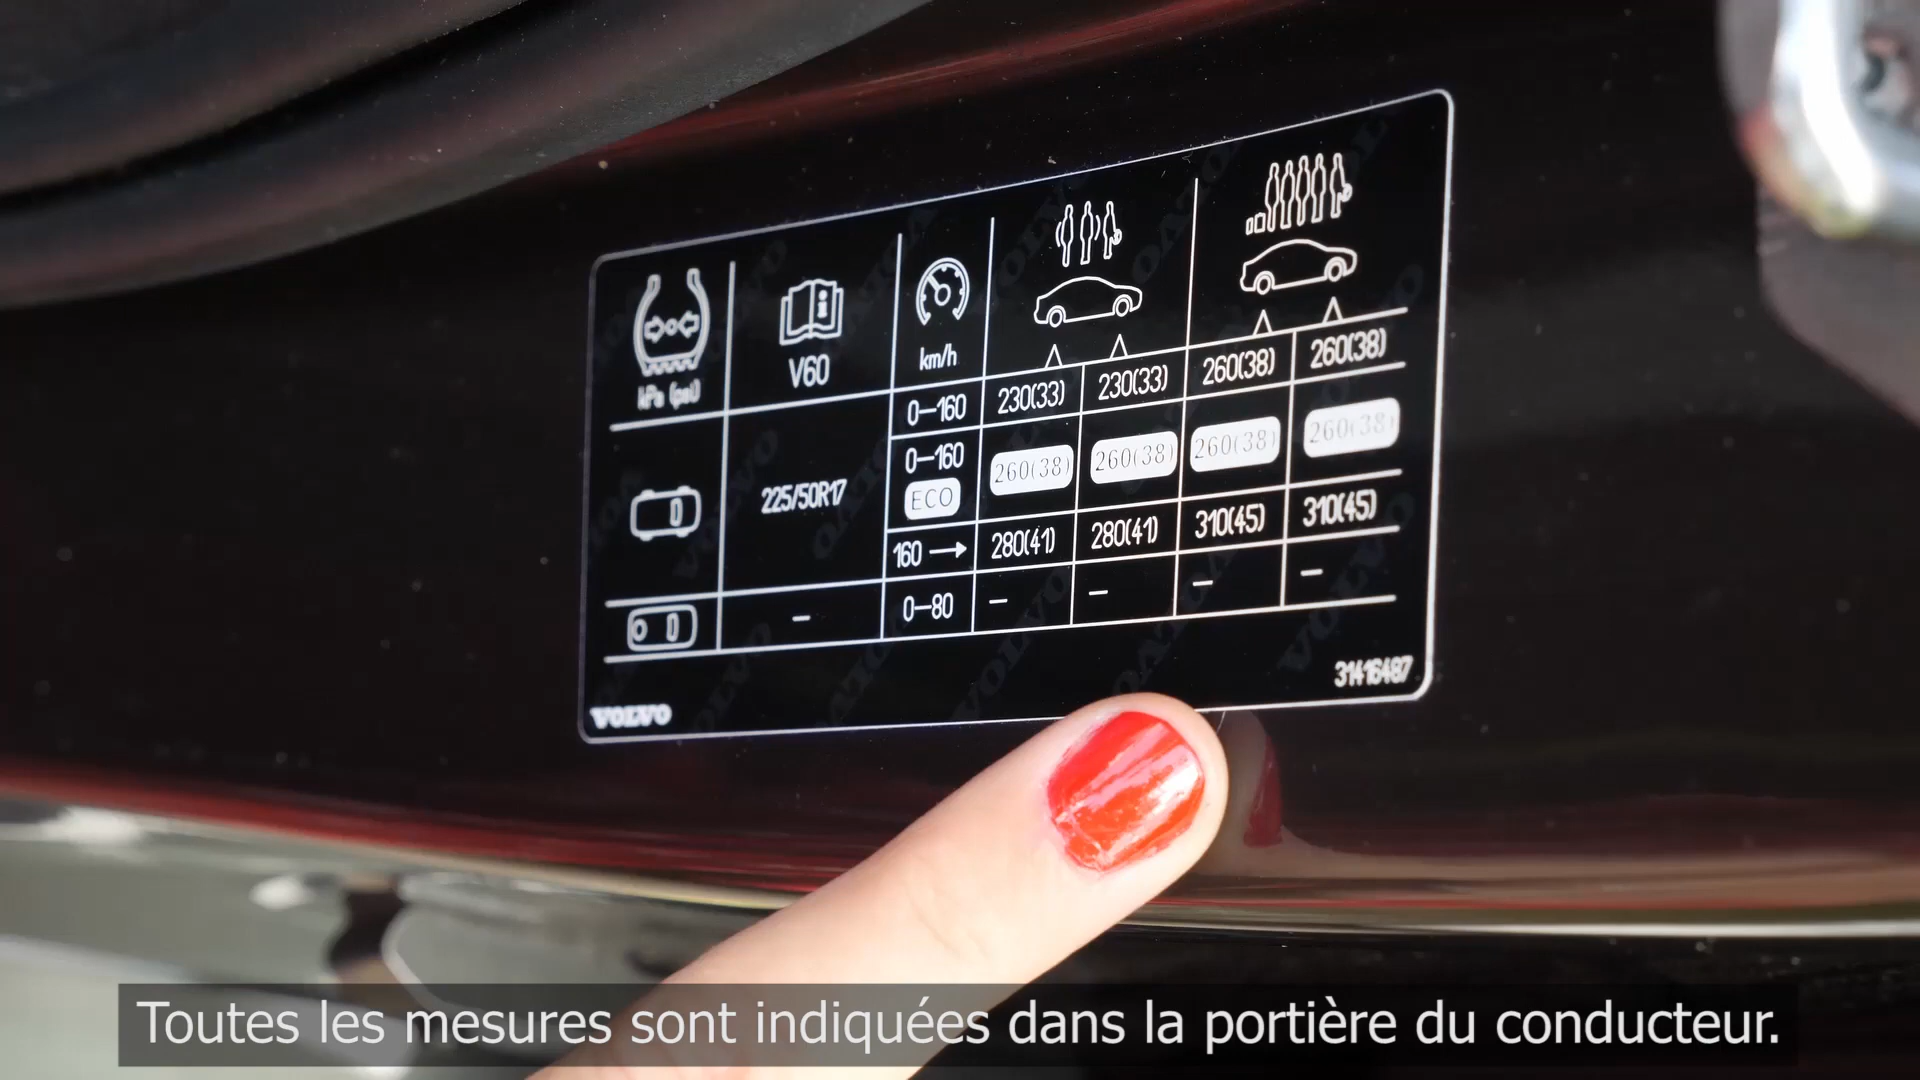 kPa (psi)
V60
km/h
0–160 230(33) 230(33) 260(38) 260(38)
0–160
ECO 260(38) 260(38) 260(38) 260(38)
225/50R17
160 → 280(41) 280(41) 310(45) 310(45)
– 0–80 – – – –
31416487
VOLVO
Toutes les mesures sont indiquées dans la portière du conducteur.